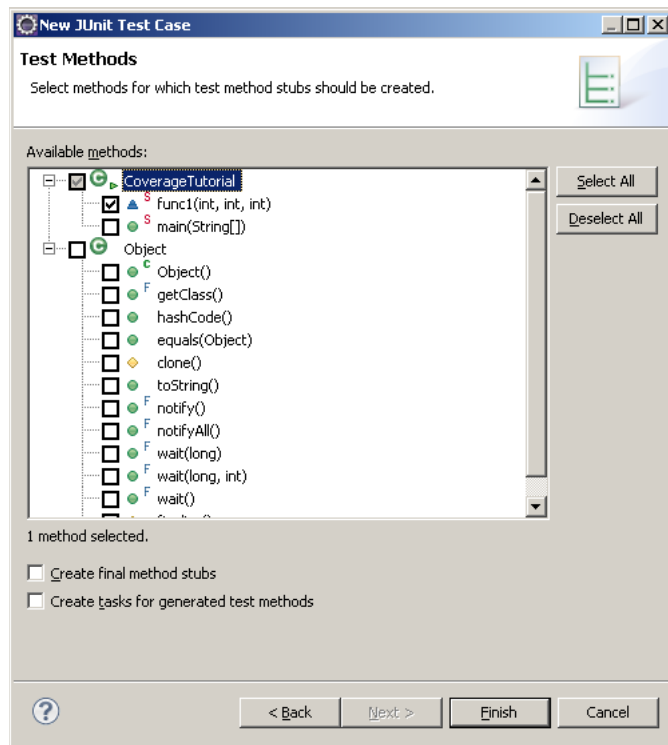 New JUnit Test Case
Test Methods
Select methods for which test method stubs should be created.
Available methods:
C CoverageTutorial
S func1(int, int, int)
S main(String[])
C Object
C Object()
F getClass()
hashCode()
equals(Object)
clone()
toString()
F notify()
F notifyAll()
F wait(long)
F wait(long, int)
F wait()
Select All
Deselect All
1 method selected.
Create final method stubs
Create tasks for generated test methods
? < Back Next > Finish Cancel